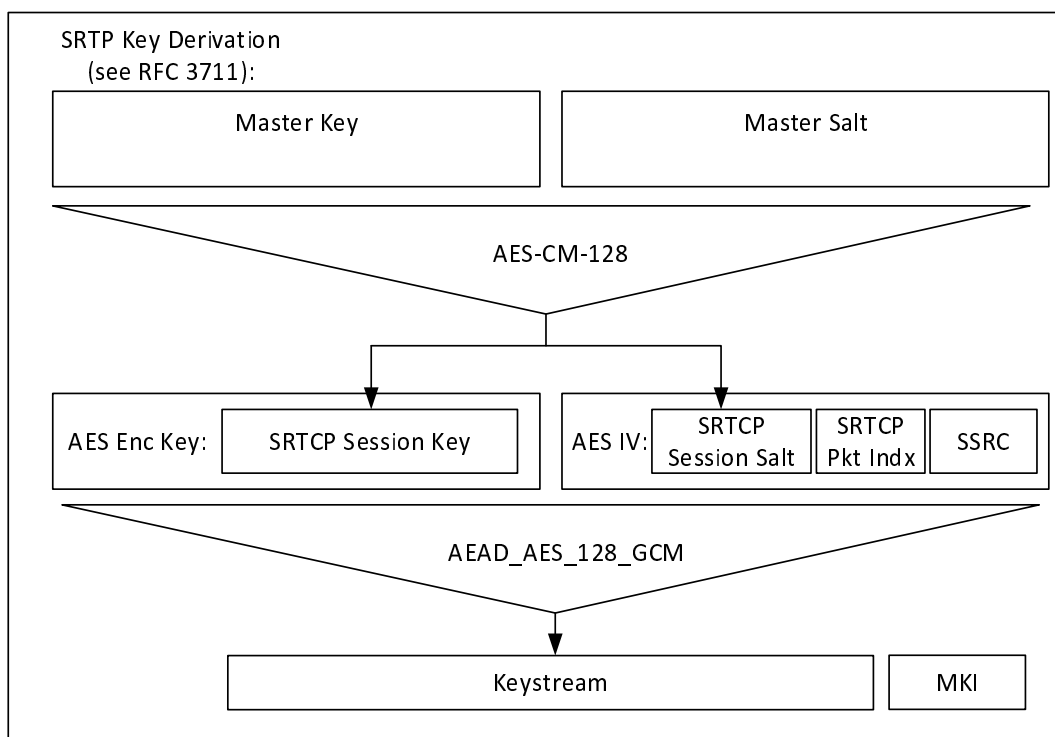 SRTP Key Derivation
(see RFC 3711):
Master Key
Master Salt
AES-CM-128
AES Enc Key:
SRTCP Session Key
AES IV:
SRTCP
Session Salt
SRTCP
Pkt Indx
SSRC
AEAD_AES_128_GCM
Keystream
MKI